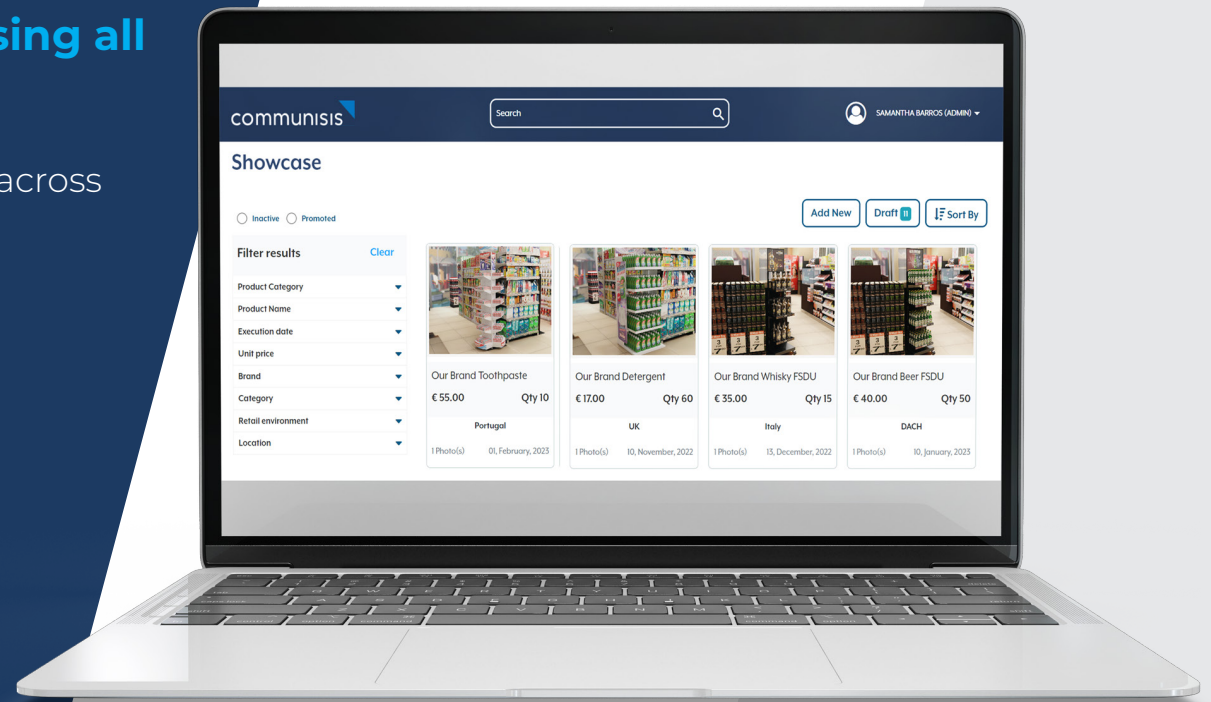 sing all
across
communisis
Search
SAMANTHA BARROS (ADMIN)
Showcase
Inactive Promoted
Add New Draft 11 Sort By
Filter results Clear
Product Category
Product Name
Execution date
Unit price
Brand
Category
Retail environment
Location
Our Brand Toothpaste
€ 55.00 Qty 10
Portugal
1 Photo(s) 01, February, 2023
Our Brand Detergent
€ 17.00 Qty 60
UK
1 Photo(s) 10, November, 2022
Our Brand Whisky FSDU
€ 35.00 Qty 15
Italy
1 Photo(s) 13, December, 2022
Our Brand Beer FSDU
€ 40.00 Qty 50
DACH
1 Photo(s) 10, January, 2023